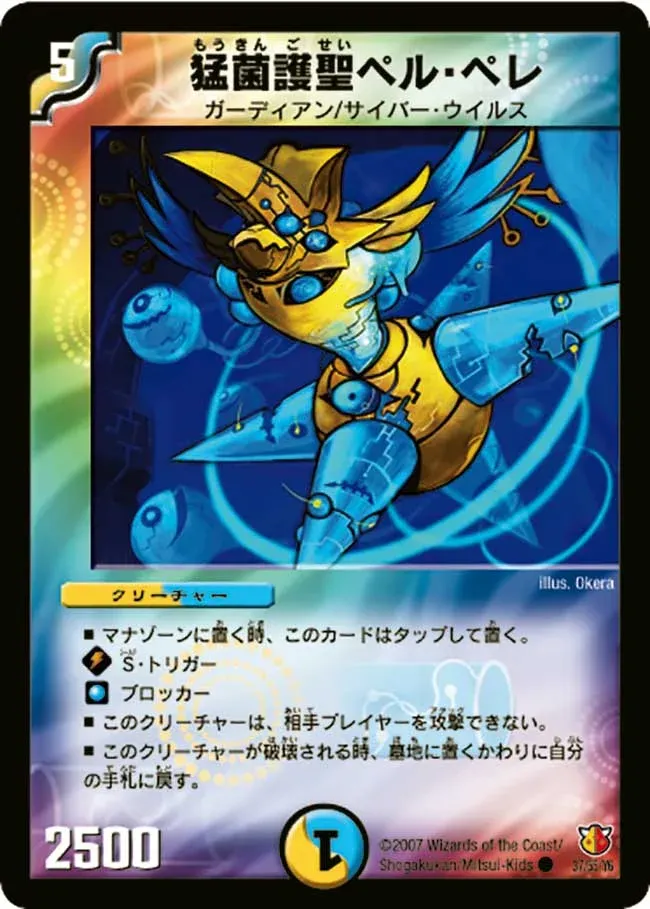 5
もうきん ご せい
猛菌護聖ペル・ペレ
ガーディアン/サイバー・ウイルス
illus. Okera
クリーチャー
■ マナゾーンに置く時、このカードはタップして置く。
S・トリガー
ブロッカー
■ このクリーチャーは、相手プレイヤーを攻撃できない。
■ このクリーチャーが破壊される時、墓地に置くかわりに自分
の手札に戻す。
2500
1
©2007 Wizards of the Coast/
Shogakukan/Mitsui-Kids
37/55 Y6